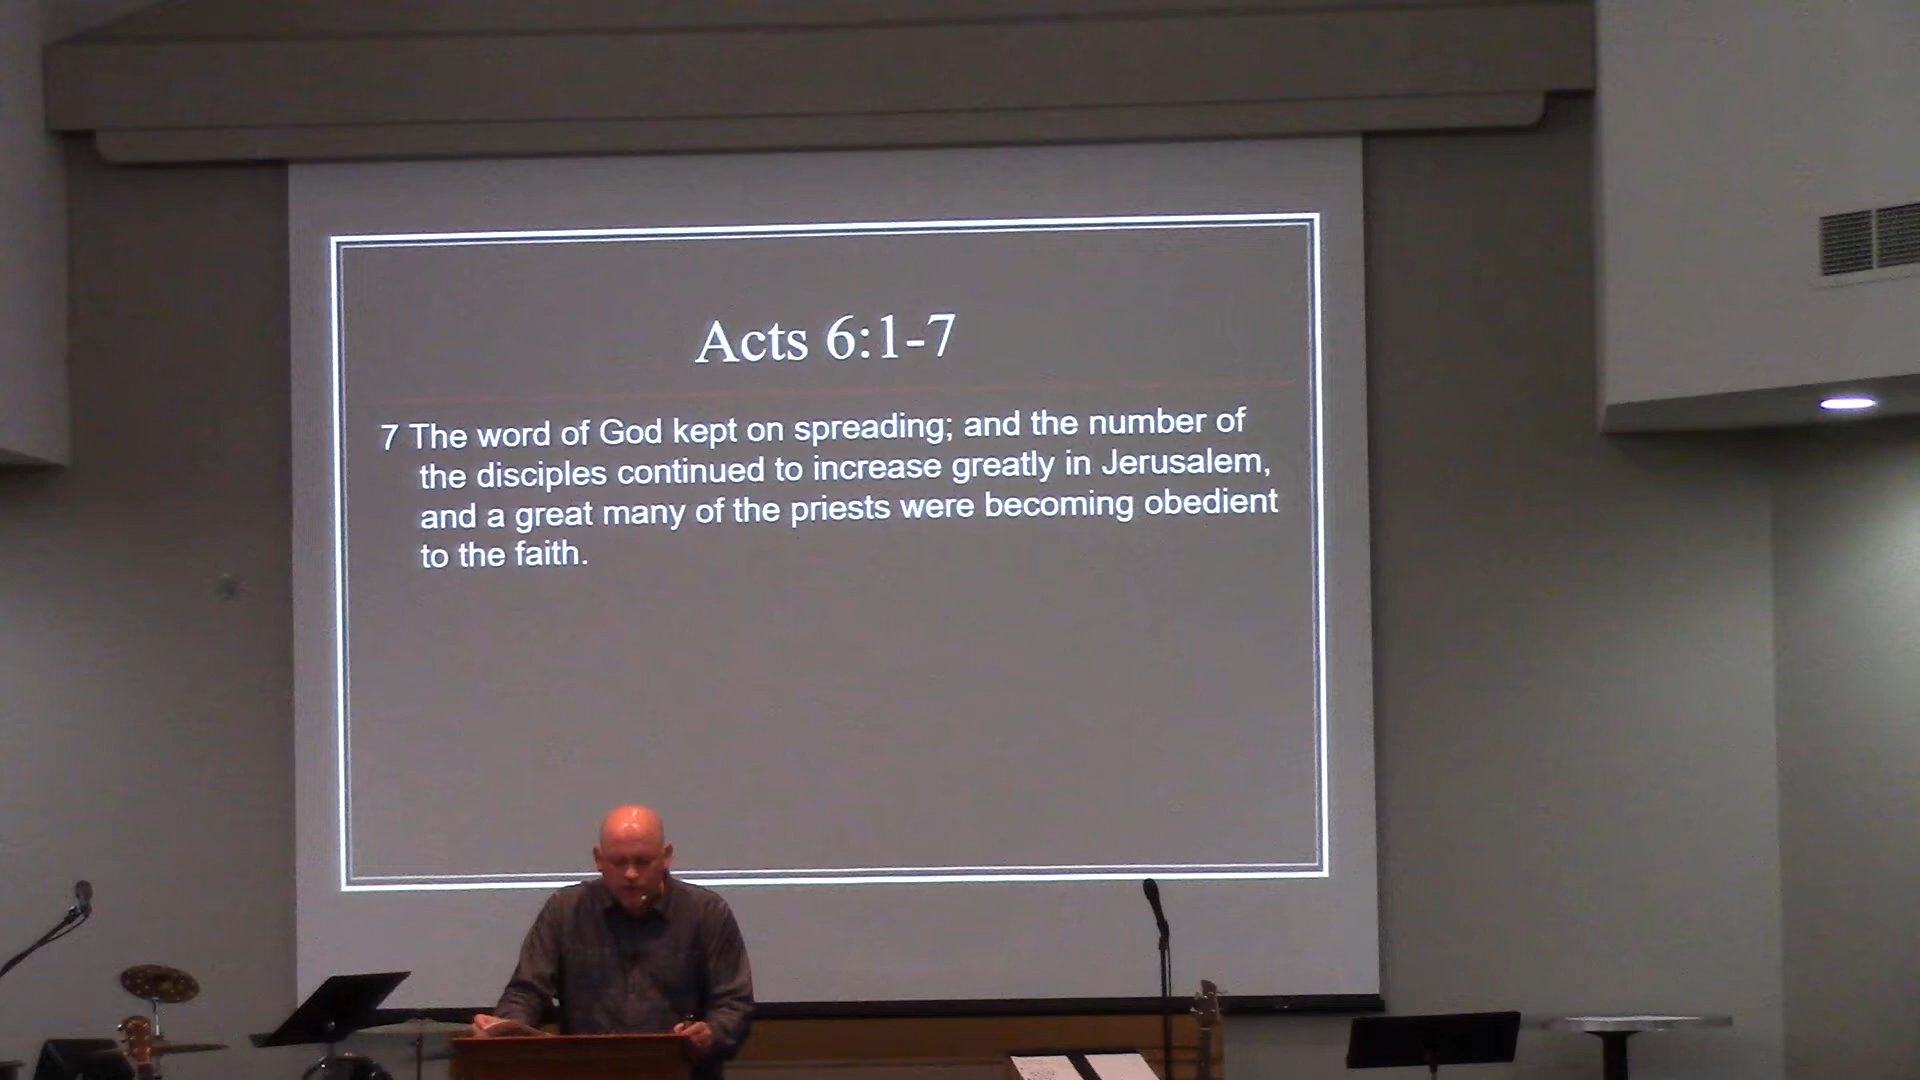 Acts 6:1-7
7 The word of God kept on spreading; and the number of
the disciples continued to increase greatly in Jerusalem,
and a great many of the priests were becoming obedient
to the faith.